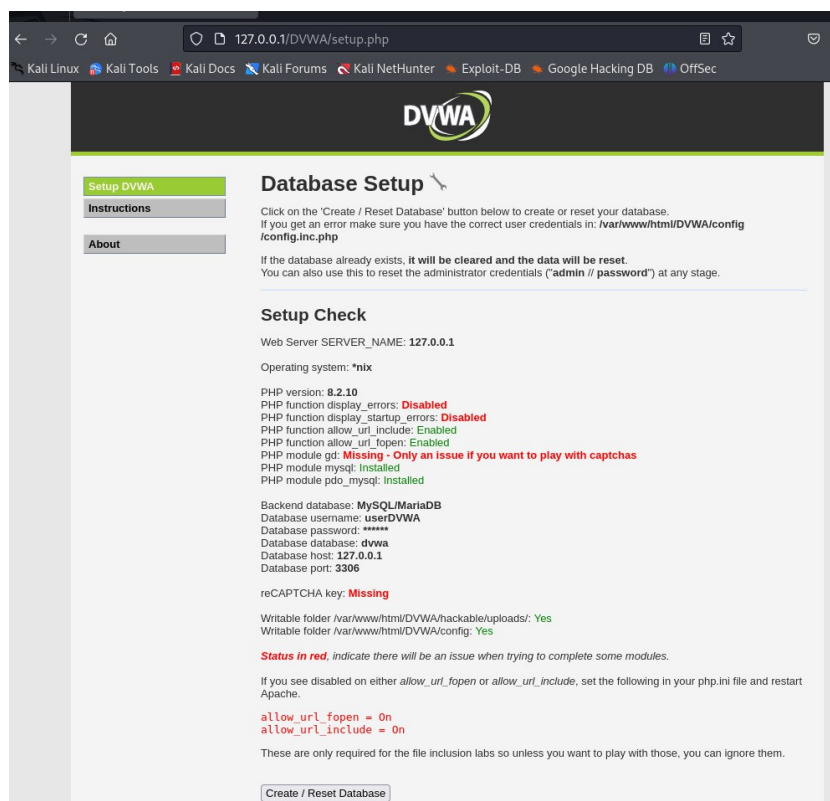 127.0.0.1/DVWA/setup.php
Kali Linux Kali Tools Kali Docs Kali Forums Kali NetHunter Exploit-DB Google Hacking DB OffSec
DVWA
Setup DVWA
Instructions
About
Database Setup
Click on the 'Create / Reset Database' button below to create or reset your database.
If you get an error make sure you have the correct user credentials in: /var/www/html/DVWA/config
/config.inc.php
If the database already exists, it will be cleared and the data will be reset.
You can also use this to reset the administrator credentials ("admin // password") at any stage.
Setup Check
Web Server SERVER_NAME: 127.0.0.1
Operating system: *nix
PHP version: 8.2.10
PHP function display_errors: Disabled
PHP function display_startup_errors: Disabled
PHP function allow_url_include: Enabled
PHP function allow_url_fopen: Enabled
PHP module gd: Missing - Only an issue if you want to play with captchas
PHP module mysql: Installed
PHP module pdo_mysql: Installed
Backend database: MySQL/MariaDB
Database username: userDVWA
Database password: ******
Database database: dvwa
Database host: 127.0.0.1
Database port: 3306
reCAPTCHA key: Missing
Writable folder /var/www/html/DVWA/hackable/uploads/: Yes
Writable folder /var/www/html/DVWA/config: Yes
Status in red, indicate there will be an issue when trying to complete some modules.
If you see disabled on either allow_url_fopen or allow_url_include, set the following in your php.ini file and restart
Apache.
allow_url_fopen = On
allow_url_include = On
These are only required for the file inclusion labs so unless you want to play with those, you can ignore them.
Create / Reset Database